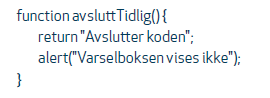 function avsluttTidlig(){
return "Avslutter koden";
alert("Varselboksen vises ikke");
}